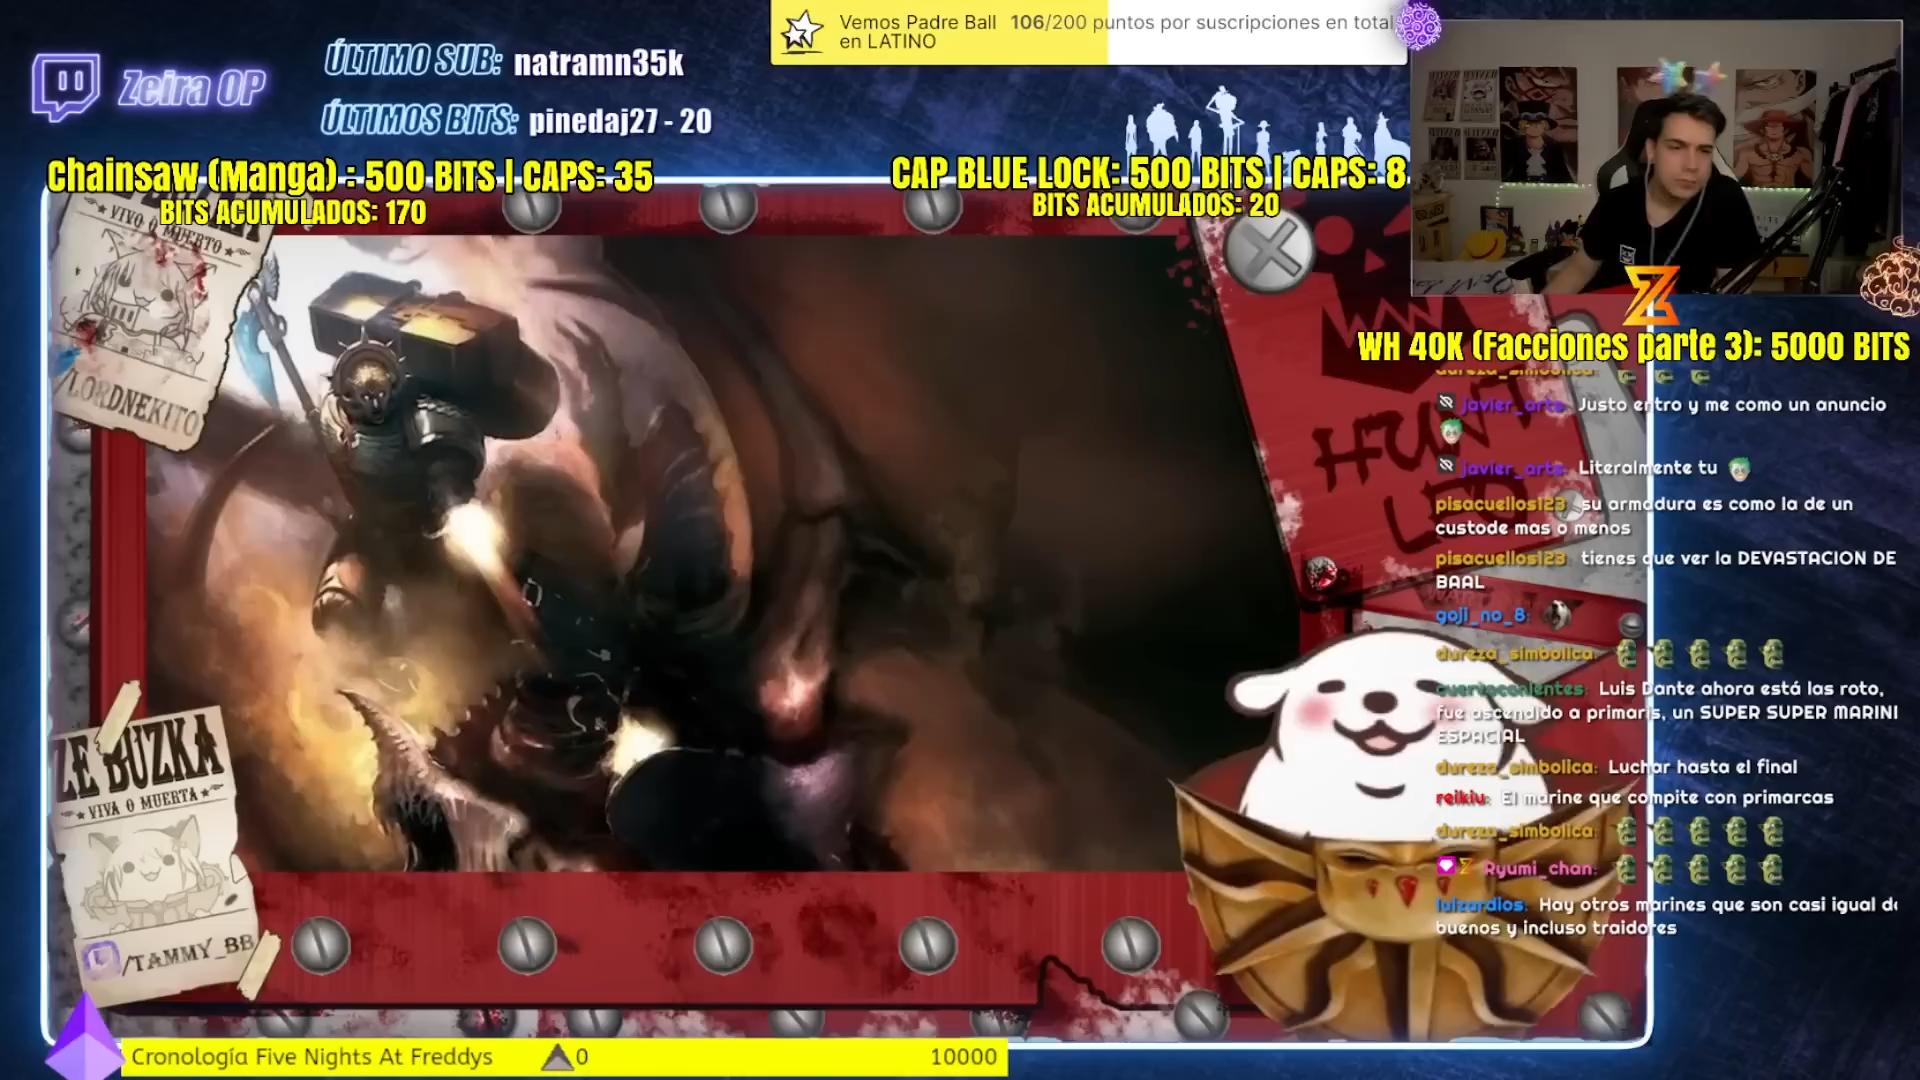 Vemos Padre Ball
en LATINO
106/200 puntos por suscripciones en total
Zeira OP
ÚLTIMO SUB: natramn35k
ÚLTIMOS BITS: pinedaj27 - 20
Chainsaw (Manga) : 500 BITS | CAPS: 35
BITS ACUMULADOS: 170
CAP BLUE LOCK: 500 BITS | CAPS: 8
BITS ACUMULADOS: 20
VIVO O MUERTO
/LORDNEKITO
WH 40K (Facciones parte 3): 5000 BITS
dureza_simbolica:
javier_arts: Justo entro y me como un anuncio
javier_arts: Literalmente tu
pisacuellos123: su armadura es como la de un
custode mas o menos
pisacuellos123: tienes que ver la DEVASTACION DE
BAAL
goji_no_8:
dureza_simbolica:
Luis Dante ahora está las roto,
fue ascendido a primaris, un SUPER SUPER MARINE
ESPACIAL
dureza_simbolica: Luchar hasta el final
reikiu: El marine que compite con primarcas
dureza_simbolica:
Ryumi_chan:
luizardios: Hay otros marines que son casi igual de
buenos y incluso traidores
ZE BUZKA
VIVA O MUERTA
/TAMMY_BB
Cronología Five Nights At Freddys
0
10000